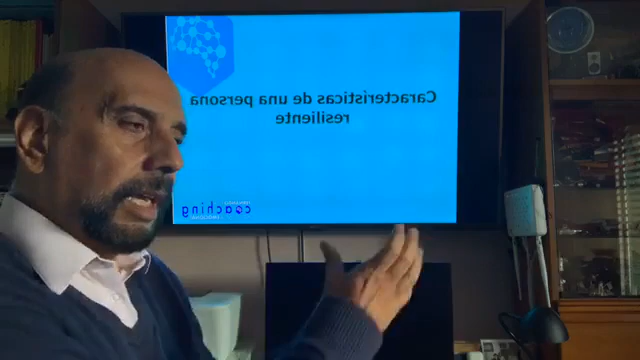 Características de una persona
resiliente
coaching